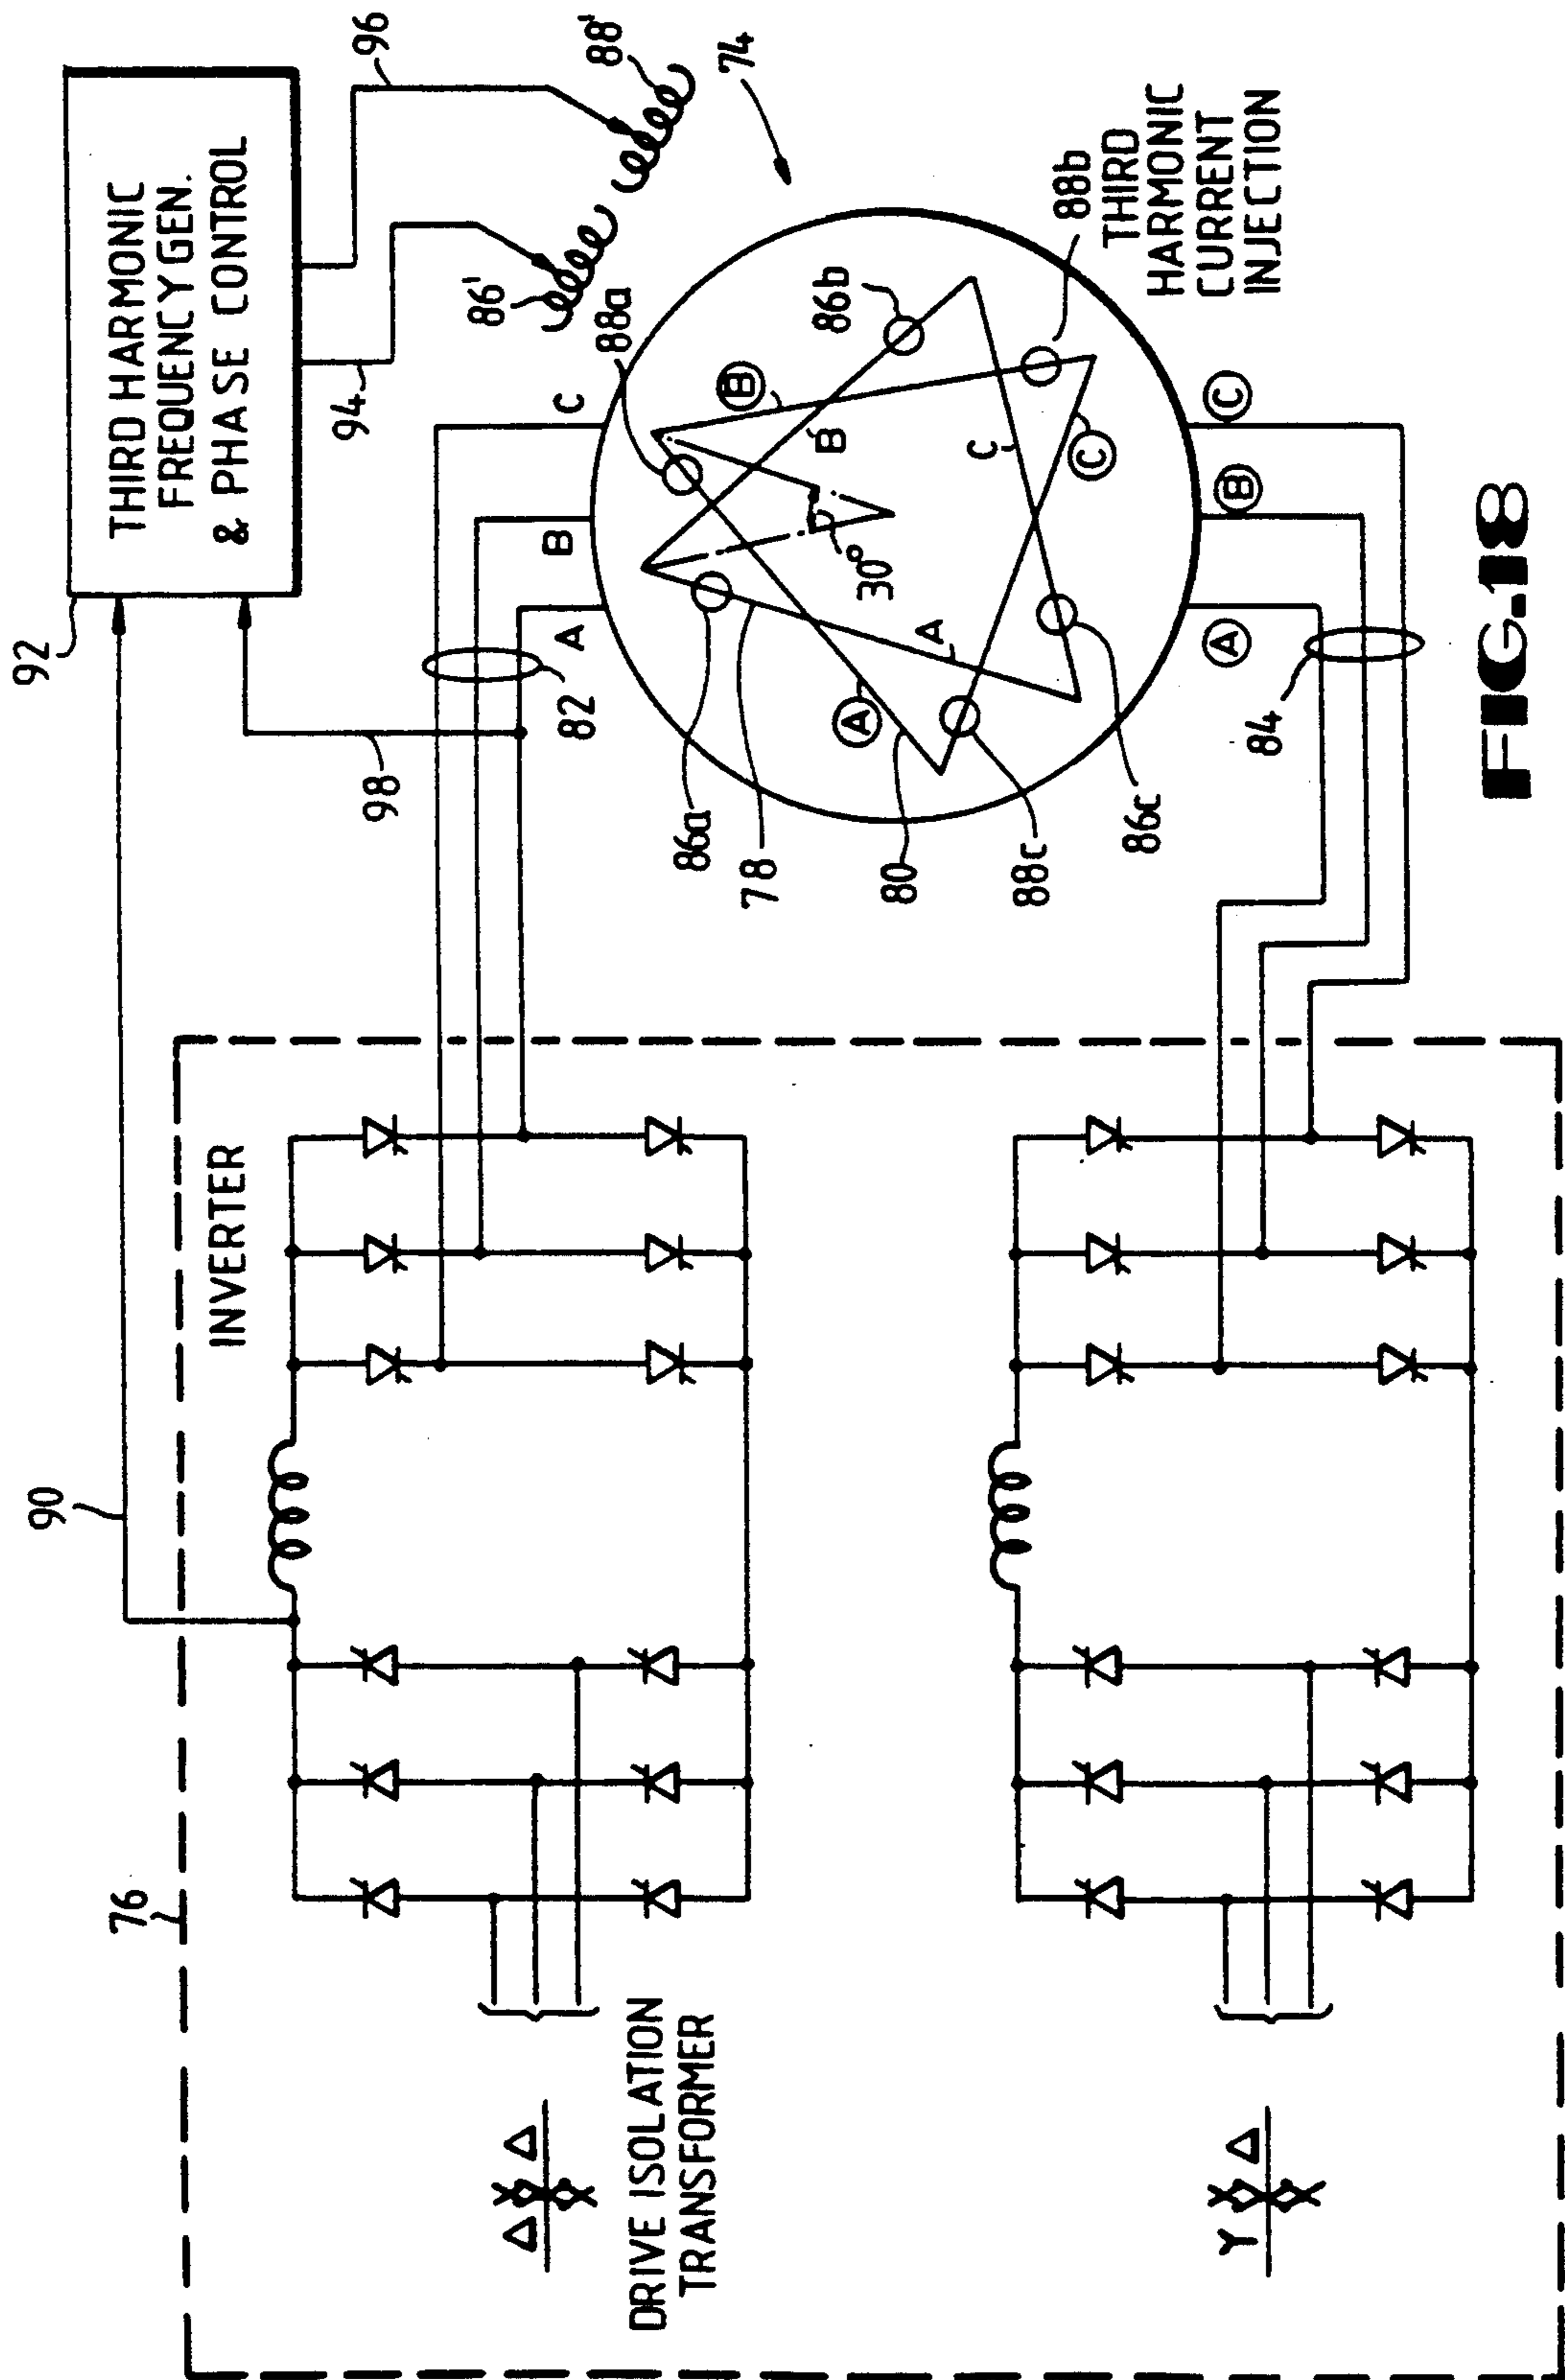 92
THIRD HARMONIC
FREQUENCY GEN.
& PHASE CONTROL
90
98
94
96
76
INVERTER
82
A
B
C
86'
88'
88a
74
86a
78
80
88c
86c
86b
88b
THIRD
HARMONIC
CURRENT
INJECTION
A
A
B
B
C
C
30°
A
B
C
84
Δ Δ
DRIVE ISOLATION
TRANSFORMER
Y Δ
FIG.18